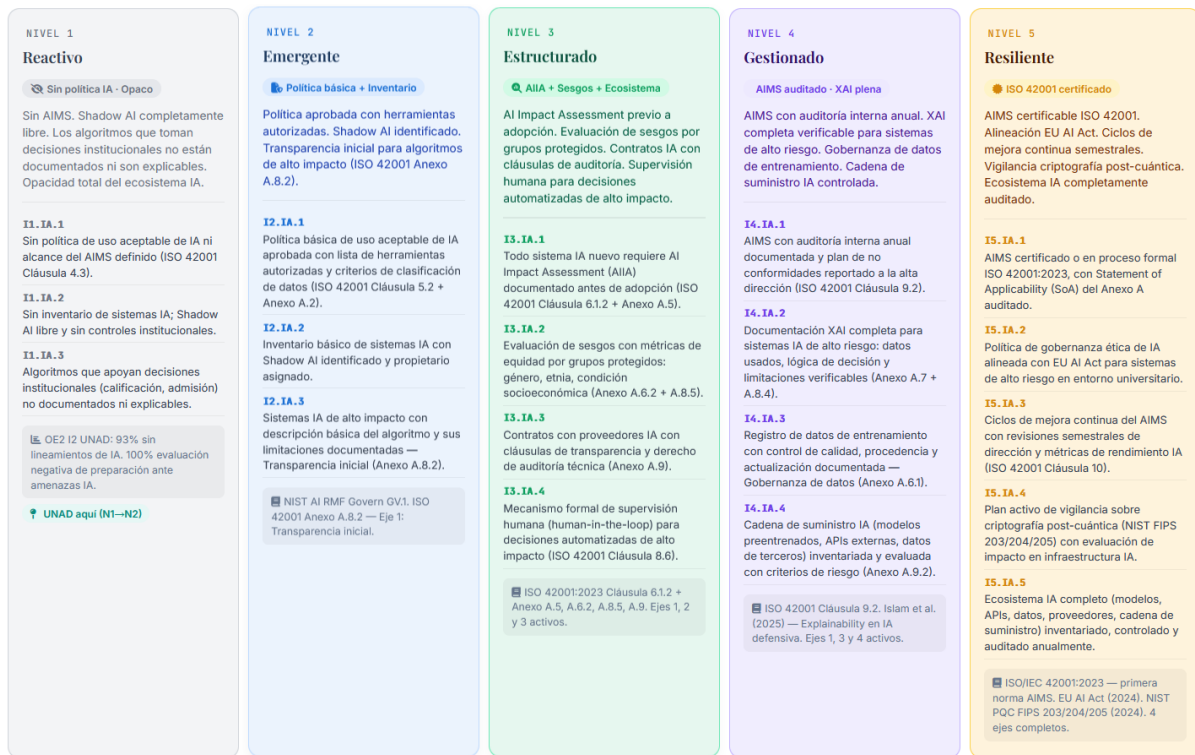 NIVEL 1
Reactivo
Sin política IA · Opaco
Sin AIMS. Shadow AI completamente
libre. Los algoritmos que toman
decisiones institucionales no están
documentados ni son explicables.
Opacidad total del ecosistema IA.
I1.IA.1
Sin política de uso aceptable de IA ni
alcance del AIMS definido (ISO 42001
Cláusula 4.3).
I1.IA.2
Sin inventario de sistemas IA; Shadow
AI libre y sin controles institucionales.
I1.IA.3
Algoritmos que apoyan decisiones
institucionales (calificación, admisión)
no documentados ni explicables.
OE2 I2 UNAD: 93% sin
lineamientos de IA. 100% evaluación
negativa de preparación ante
amenazas IA.
UNAD aquí (N1→N2)
NIVEL 2
Emergente
Política básica + Inventario
Política aprobada con herramientas
autorizadas. Shadow AI identificado.
Transparencia inicial para algoritmos
de alto impacto (ISO 42001 Anexo
A.8.2).
I2.IA.1
Política básica de uso aceptable de IA
aprobada con lista de herramientas
autorizadas y criterios de clasificación
de datos (ISO 42001 Cláusula 5.2 +
Anexo A.2).
I2.IA.2
Inventario básico de sistemas IA con
Shadow AI identificado y propietario
asignado.
I2.IA.3
Sistemas IA de alto impacto con
descripción básica del algoritmo y sus
limitaciones documentadas —
Transparencia inicial (Anexo A.8.2).
NIST AI RMF Govern GV.1. ISO
42001 Anexo A.8.2 — Eje 1:
Transparencia inicial.
NIVEL 3
Estructurado
AIIA + Sesgos + Ecosistema
AI Impact Assessment previo a
adopción. Evaluación de sesgos por
grupos protegidos. Contratos IA con
cláusulas de auditoría. Supervisión
humana para decisiones
automatizadas de alto impacto.
I3.IA.1
Todo sistema IA nuevo requiere AI
Impact Assessment (AIIA)
documentado antes de adopción (ISO
42001 Cláusula 6.1.2 + Anexo A.5).
I3.IA.2
Evaluación de sesgos con métricas de
equidad por grupos protegidos:
género, etnia, condición
socioeconómica (Anexo A.6.2 + A.8.5).
I3.IA.3
Contratos con proveedores IA con
cláusulas de transparencia y derecho
de auditoría técnica (Anexo A.9).
I3.IA.4
Mecanismo formal de supervisión
humana (human-in-the-loop) para
decisiones automatizadas de alto
impacto (ISO 42001 Cláusula 8.6).
ISO 42001:2023 Cláusula 6.1.2 +
Anexo A.5, A.6.2, A.8.5, A.9. Ejes 1, 2
y 3 activos.
NIVEL 4
Gestionado
AIMS auditado · XAI plena
AIMS con auditoría interna anual. XAI
completa verificable para sistemas
de alto riesgo. Gobernanza de datos
de entrenamiento. Cadena de
suministro IA controlada.
I4.IA.1
AIMS con auditoría interna anual
documentada y plan de no
conformidades reportado a la alta
dirección (ISO 42001 Cláusula 9.2).
I4.IA.2
Documentación XAI completa para
sistemas IA de alto riesgo: datos
usados, lógica de decisión y
limitaciones verificables (Anexo A.7 +
A.8.4).
I4.IA.3
Registro de datos de entrenamiento
con control de calidad, procedencia y
actualización documentada —
Gobernanza de datos (Anexo A.6.1).
I4.IA.4
Cadena de suministro IA (modelos
preentrenados, APIs externas, datos
de terceros) inventariada y evaluada
con criterios de riesgo (Anexo A.9.2).
ISO 42001 Cláusula 9.2. Islam et al.
(2025) — Explainability en IA
defensiva. Ejes 1, 3 y 4 activos.
NIVEL 5
Resiliente
ISO 42001 certificado
AIMS certificable ISO 42001.
Alineación EU AI Act. Ciclos de
mejora continua semestrales.
Vigilancia criptografía post-cuántica.
Ecosistema IA completamente
auditado.
I5.IA.1
AIMS certificado o en proceso formal
ISO 42001:2023, con Statement of
Applicability (SoA) del Anexo A
auditado.
I5.IA.2
Política de gobernanza ética de IA
alineada con EU AI Act para sistemas
de alto riesgo en entorno universitario.
I5.IA.3
Ciclos de mejora continua del AIMS
con revisiones semestrales de
dirección y métricas de rendimiento IA
(ISO 42001 Cláusula 10).
I5.IA.4
Plan activo de vigilancia sobre
criptografía post-cuántica (NIST FIPS
203/204/205) con evaluación de
impacto en infraestructura IA.
I5.IA.5
Ecosistema IA completo (modelos,
APIs, datos, proveedores, cadena de
suministro) inventariado, controlado y
auditado anualmente.
ISO/IEC 42001:2023 — primera
norma AIMS. EU AI Act (2024). NIST
PQC FIPS 203/204/205 (2024). 4
ejes completos.